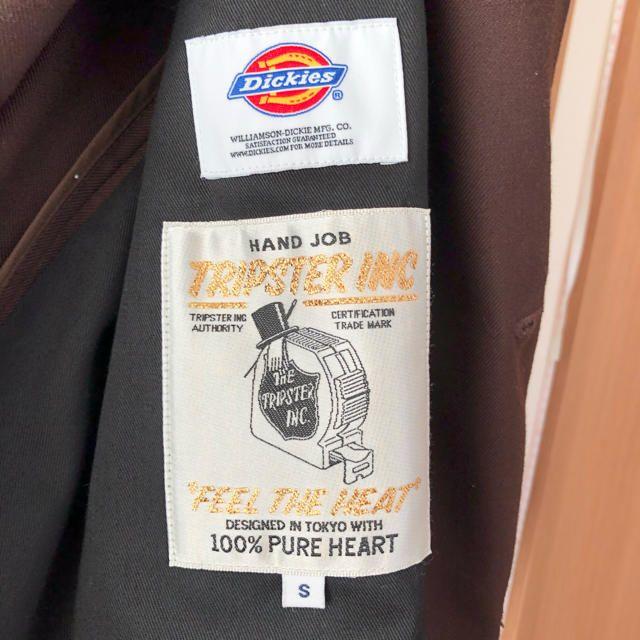 Dickies
®
WILLIAMSON-DICKIE MFG. CO.
SATISFACTION GUARANTEED
WWW.DICKIES.COM FOR MORE DETAILS
HAND JOB
TRIPSTER INC
TRIPSTER INC AUTHORITY
CERTIFICATION TRADE MARK
THE
TRIPSTER
INC.
"FEEL THE HEAT"
DESIGNED IN TOKYO WITH
100% PURE HEART
S